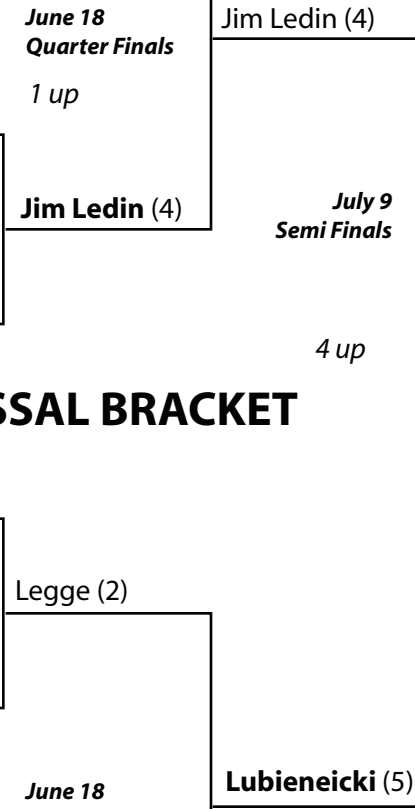 June 18
Quarter Finals
Jim Ledin (4)
1 up
Jim Ledin (4)
July 9
Semi Finals
4 up
SSAL BRACKET
Legge (2)
June 18
Lubieneicki (5)